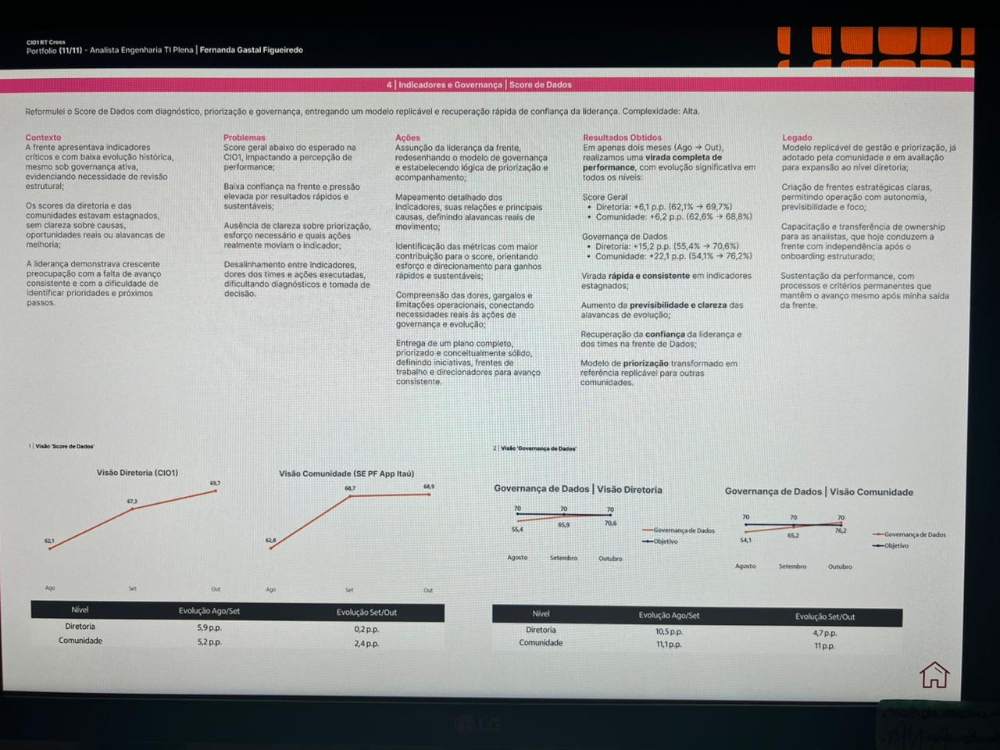 CIO1 RT Cross
Portfolio (11/11) - Analista Engenharia TI Plena | Fernanda Gastal Figueiredo
4 | Indicadores e Governança | Score de Dados
Reformulei o Score de Dados com diagnóstico, priorização e governança, entregando um modelo replicável e recuperação rápida de confiança da liderança. Complexidade: Alta.
Contexto
A frente apresentava indicadores
críticos e com baixa evolução histórica,
mesmo sob governança ativa,
evidenciando necessidade de revisão
estrutural;
Os scores da diretoria e das
comunidades estavam estagnados,
sem clareza sobre causas,
oportunidades reais ou alavancas de
melhoria;
A liderança demonstrava crescente
preocupação com a falta de avanço
consistente e com a dificuldade de
identificar prioridades e próximos
passos.
Problemas
Score geral abaixo do esperado na
CIO1, impactando a percepção de
performance;
Baixa confiança na frente e pressão
elevada por resultados rápidos e
sustentáveis;
Ausência de clareza sobre priorização,
esforço necessário e quais ações
realmente moviam o indicador;
Desalinhamento entre indicadores,
dores dos times e ações executadas,
dificultando diagnósticos e tomada de
decisão.
Ações
Assunção da liderança da frente,
redesenhando o modelo de governança
e estabelecendo lógica de priorização e
acompanhamento;
Mapeamento detalhado dos
indicadores, suas relações e principais
causas, definindo alavancas reais de
movimento;
Identificação das métricas com maior
contribuição para o score, orientando
esforço e direcionamento para ganhos
rápidos e sustentáveis;
Compreensão das dores, gargalos e
limitações operacionais, conectando
necessidades reais às ações de
governança e evolução;
Entrega de um plano completo,
priorizado e conceitualmente sólido,
definindo iniciativas, frentes de
trabalho e direcionadores para avanço
consistente.
Resultados Obtidos
Em apenas dois meses (Ago → Out),
realizamos uma virada completa de
performance, com evolução significativa em
todos os níveis:
Score Geral
• Diretoria: +6,1 p.p. (62,1% → 69,7%)
• Comunidade: +6,2 p.p. (62,6% → 68,8%)
Governança de Dados
• Diretoria: +15,2 p.p. (55,4% → 70,6%)
• Comunidade: +22,1 p.p. (54,1% → 76,2%)
Virada rápida e consistente em indicadores
estagnados;
Aumento da previsibilidade e clareza das
alavancas de evolução;
Recuperação da confiança da liderança e
dos times na frente de Dados;
Modelo de priorização transformado em
referência replicável para outras
comunidades.
Legado
Modelo replicável de gestão e priorização, já
adotado pela comunidade e em avaliação
para expansão ao nível diretoria;
Criação de frentes estratégicas claras,
permitindo operação com autonomia,
previsibilidade e foco;
Capacitação e transferência de ownership
para as analistas, que hoje conduzem a
frente com independência após o
onboarding estruturado;
Sustentação da performance, com
processos e critérios permanentes que
mantêm o avanço mesmo após minha saída
da frente.
1 | Visão 'Score de Dados'
Visão Diretoria (CIO1)
62,1
67,3
69,7
Ago
Set
Out
Visão Comunidade (SE PF App Itaú)
62,8
68,7
68,9
Ago
Set
Out
Nível Evolução Ago/Set Evolução Set/Out
Diretoria 5,9 p.p. 0,2 p.p.
Comunidade 5,2 p.p. 2,4 p.p.
2 | Visão 'Governança de Dados'
Governança de Dados | Visão Diretoria
70 70 70
55,4 65,9 70,6
Governança de Dados
Objetivo
Agosto Setembro Outubro
Governança de Dados | Visão Comunidade
70 70 70
54,1 65,2 76,2
Governança de Dados
Objetivo
Agosto Setembro Outubro
Nível Evolução Ago/Set Evolução Set/Out
Diretoria 10,5 p.p. 4,7 p.p.
Comunidade 11,1 p.p. 11 p.p.
LG